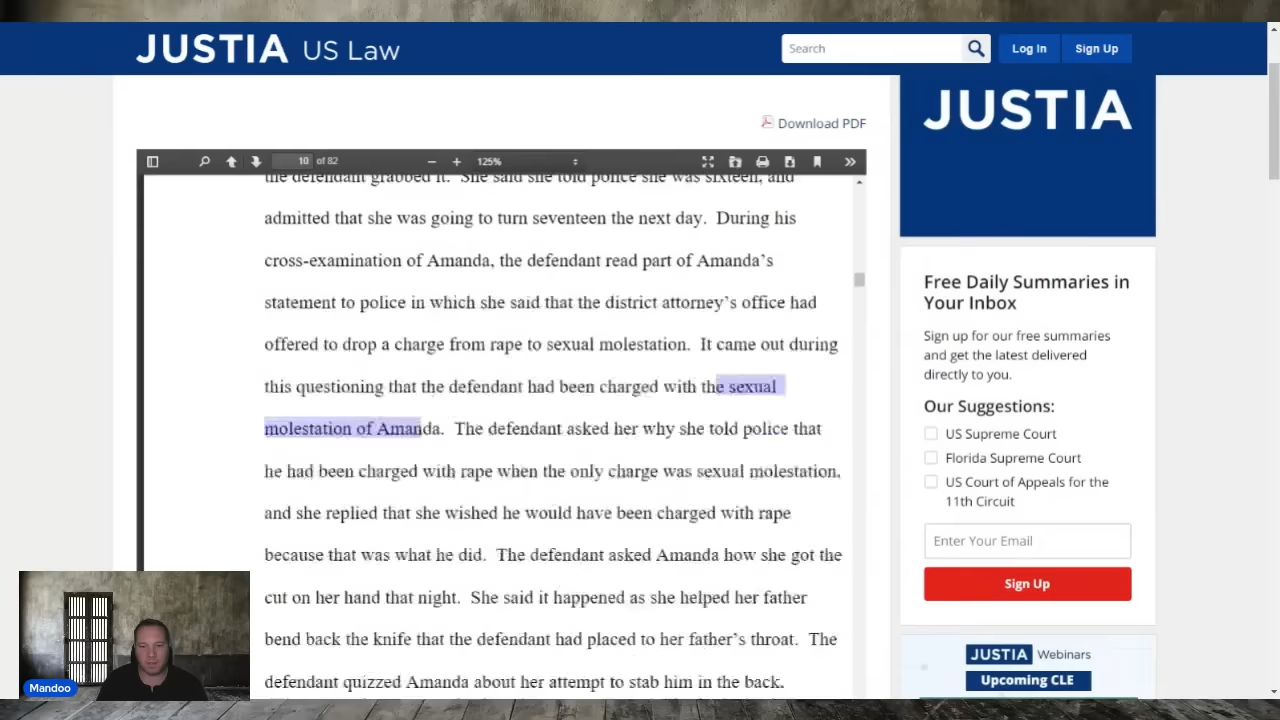 JUSTIA US Law
Search
Log In
Sign Up
Download PDF
JUSTIA
10 of 82
125%
the defendant grabbed it. She said she told police she was sixteen, and
admitted that she was going to turn seventeen the next day. During his
cross-examination of Amanda, the defendant read part of Amanda's
statement to police in which she said that the district attorney's office had
offered to drop a charge from rape to sexual molestation. It came out during
this questioning that the defendant had been charged with the sexual
molestation of Amanda. The defendant asked her why she told police that
he had been charged with rape when the only charge was sexual molestation,
and she replied that she wished he would have been charged with rape
because that was what he did. The defendant asked Amanda how she got the
cut on her hand that night. She said it happened as she helped her father
bend back the knife that the defendant had placed to her father's throat. The
defendant quizzed Amanda about her attempt to stab him in the back.
Free Daily Summaries in
Your Inbox
Sign up for our free summaries
and get the latest delivered
directly to you.
Our Suggestions:
US Supreme Court
Florida Supreme Court
US Court of Appeals for the
11th Circuit
Enter Your Email
Sign Up
JUSTIA Webinars
Upcoming CLE
Mandoo